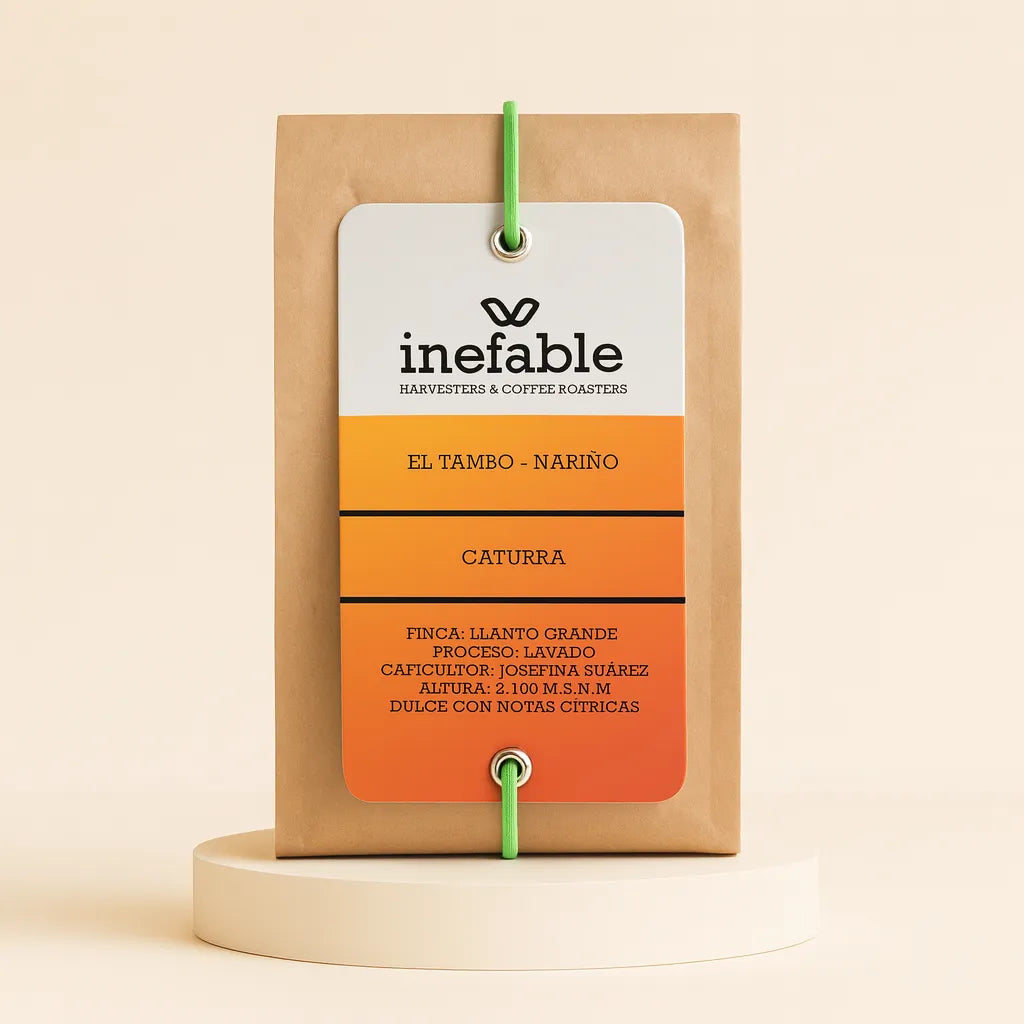 inefable
HARVESTERS & COFFEE ROASTERS
EL TAMBO - NARIÑO
CATURRA
FINCA: LLANTO GRANDE
PROCESO: LAVADO
CAFICULTOR: JOSEFINA SUÁREZ
ALTURA: 2.100 M.S.N.M
DULCE CON NOTAS CÍTRICAS